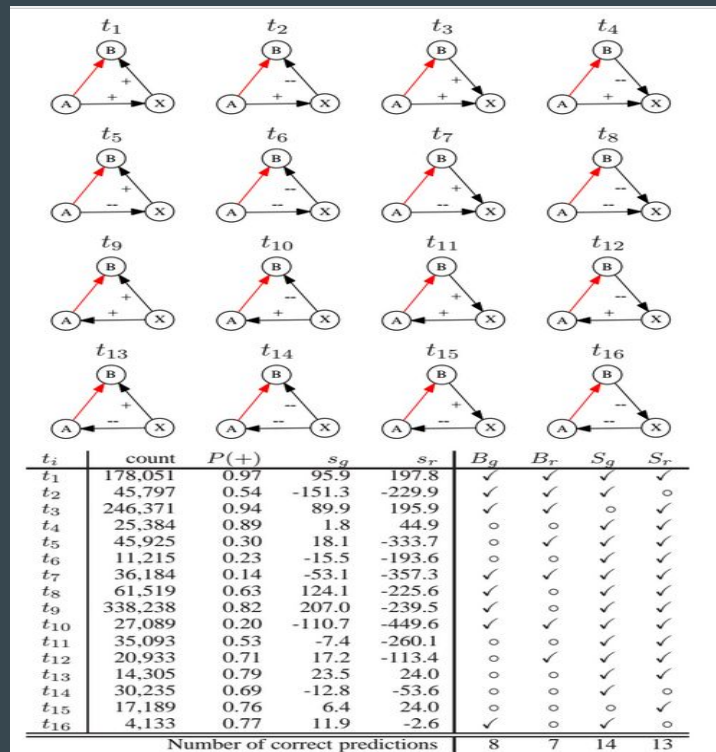 t1 t2 t3 t4
B B B B
+ -- + --
A + X A + X A + X A + X
t5 t6 t7 t8
B B B B
+ -- + --
A -- X A -- X A -- X A -- X
t9 t10 t11 t12
B B B B
+ -- + --
A + X A + X A + X A + X
t13 t14 t15 t16
B B B B
+ -- + --
A -- X A -- X A -- X A -- X
ti count P(+) sg sr Bg Br Sg Sr
t1 178,051 0.97 95.9 197.8 ✓ ✓ ✓ ✓
t2 45,797 0.54 -151.3 -229.9 ✓ ✓ ✓ ○
t3 246,371 0.94 89.9 195.9 ✓ ✓ ○ ✓
t4 25,384 0.89 1.8 44.9 ○ ○ ✓ ✓
t5 45,925 0.30 18.1 -333.7 ○ ✓ ✓ ✓
t6 11,215 0.23 -15.5 -193.6 ○ ○ ✓ ✓
t7 36,184 0.14 -53.1 -357.3 ✓ ✓ ✓ ✓
t8 61,519 0.63 124.1 -225.6 ✓ ○ ✓ ✓
t9 338,238 0.82 207.0 -239.5 ✓ ○ ✓ ✓
t10 27,089 0.20 -110.7 -449.6 ✓ ✓ ✓ ✓
t11 35,093 0.53 -7.4 -260.1 ○ ○ ✓ ✓
t12 20,933 0.71 17.2 -113.4 ○ ✓ ✓ ✓
t13 14,305 0.79 23.5 24.0 ○ ○ ✓ ✓
t14 30,235 0.69 -12.8 -53.6 ○ ○ ✓ ○
t15 17,189 0.76 6.4 24.0 ○ ○ ○ ✓
t16 4,133 0.77 11.9 -2.6 ✓ ○ ✓ ○
Number of correct predictions 8 7 14 13